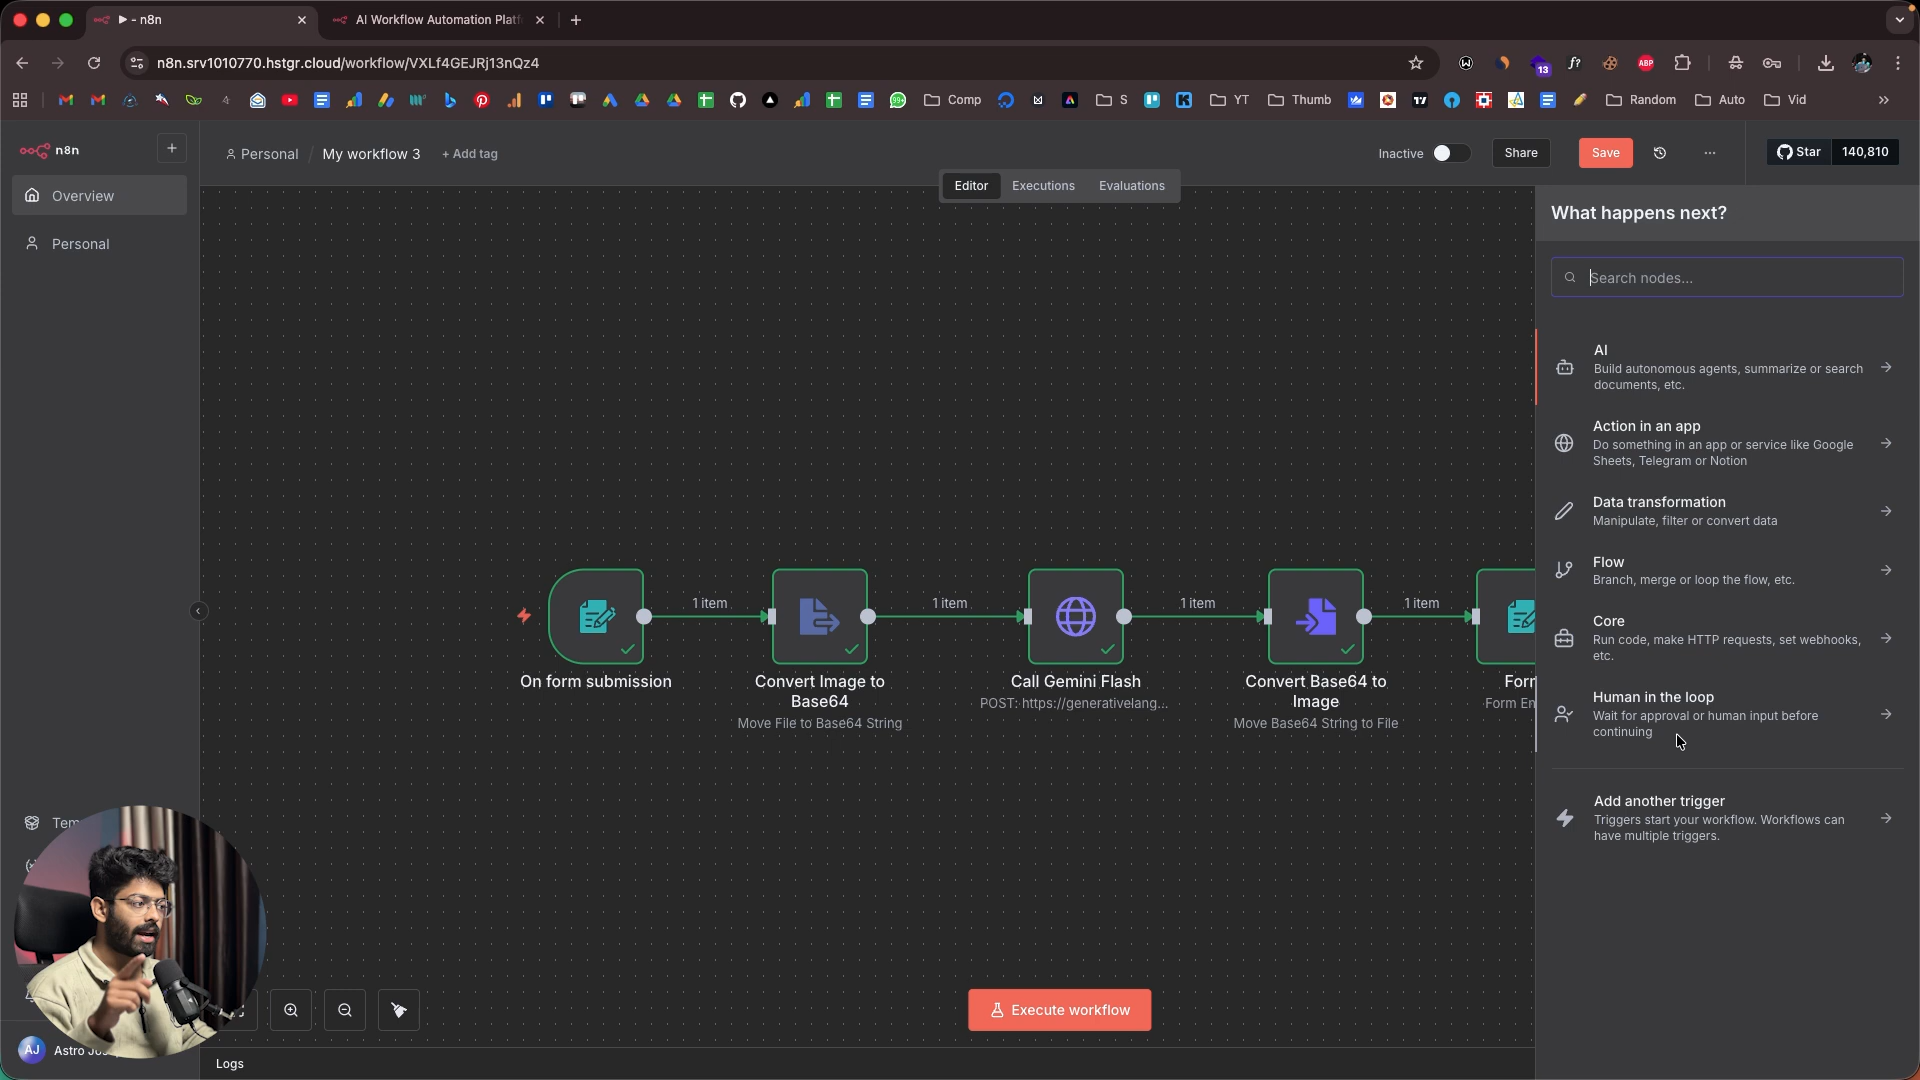 - n8n
AI Workflow Automation Platf
n8n.srv1010770.hstgr.cloud/workflow/VXLf4GEJRj13nQz4
13
ABP
Comp
S
YT
Thumb
Random
Auto
Vid
n8n
Personal / My workflow 3 + Add tag
Inactive
Share
Save
Star 140,810
Overview
Personal
Editor
Executions
Evaluations
What happens next?
Search nodes...
AI
Build autonomous agents, summarize or search
documents, etc.
Action in an app
Do something in an app or service like Google
Sheets, Telegram or Notion
Data transformation
Manipulate, filter or convert data
Flow
Branch, merge or loop the flow, etc.
Core
Run code, make HTTP requests, set webhooks,
etc.
Human in the loop
Wait for approval or human input before
continuing
Add another trigger
Triggers start your workflow. Workflows can
have multiple triggers.
1 item
1 item
1 item
1 item
On form submission
Convert Image to
Base64
Move File to Base64 String
Call Gemini Flash
POST: https://generativelang...
Convert Base64 to
Image
Move Base64 String to File
Form
Form En
Tem
AJ
Astro Jos
Execute workflow
Logs